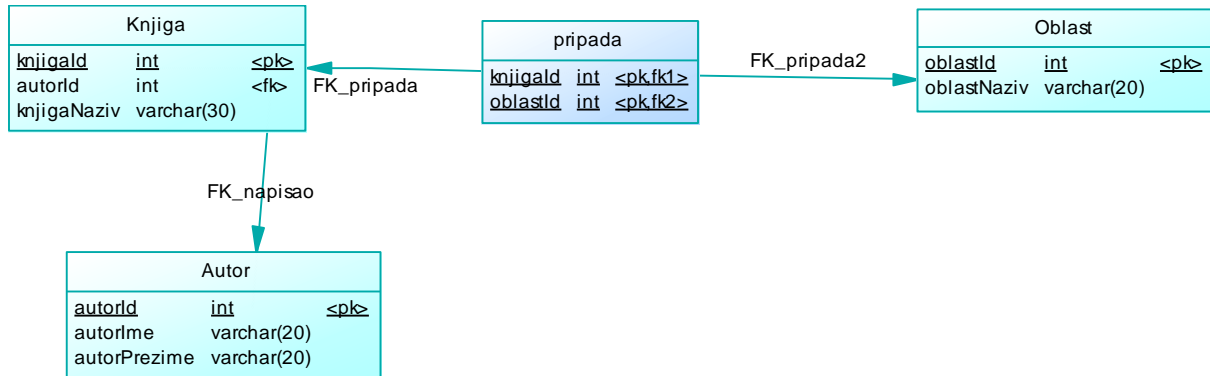 Knjiga
knjigaId int <pk>
autorId int <fk>
knjigaNaziv varchar(30)
FK_pripada
pripada
knjigaId int <pk,fk1>
oblastId int <pk,fk2>
FK_pripada2
Oblast
oblastId int <pk>
oblastNaziv varchar(20)
FK_napisao
Autor
autorId int <pk>
autorIme varchar(20)
autorPrezime varchar(20)